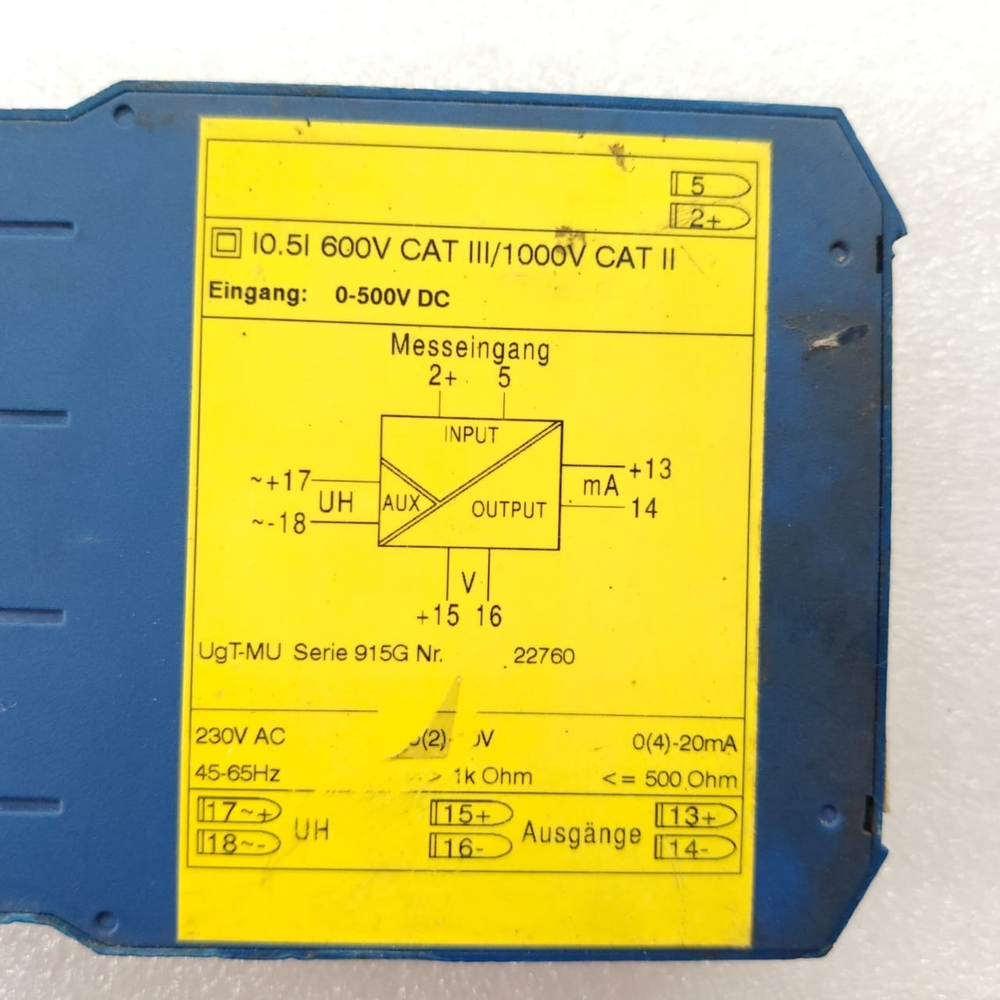 5
2+
I0.5I 600V CAT III/1000V CAT II
Eingang: 0-500V DC
Messeingang
2+ 5
INPUT
~+17 UH AUX mA +13
~-18 OUTPUT 14
V
+15 16
UgT-MU Serie 915G Nr. 22760
230V AC 0(4)-20mA
45-65Hz > 1k Ohm <= 500 Ohm
17~+ UH 15+ Ausgänge 13+
18~- 16- 14-